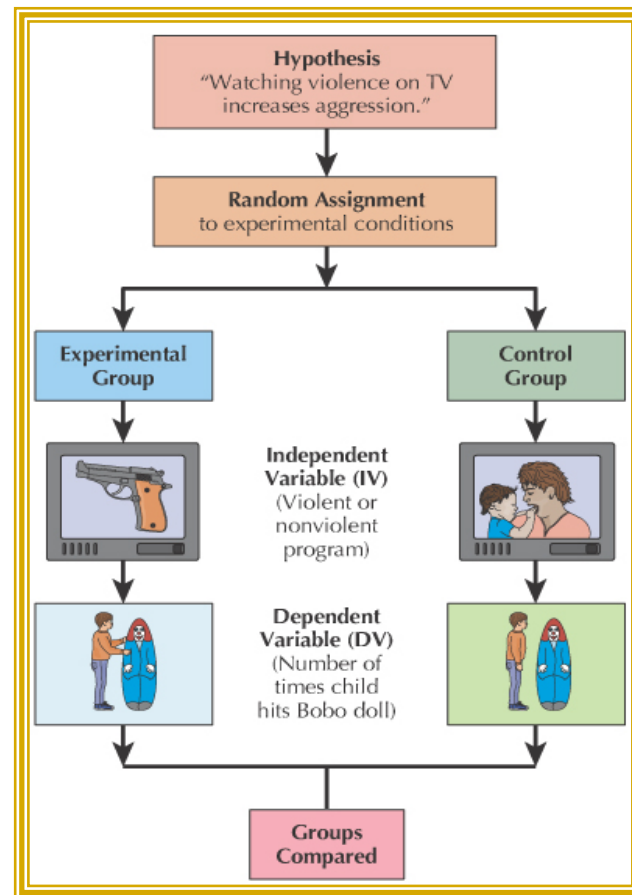 Hypothesis
“Watching violence on TV
increases aggression.”
Random Assignment
to experimental conditions
Experimental
Group
Control
Group
Independent
Variable (IV)
(Violent or
nonviolent
program)
Dependent
Variable (DV)
(Number of
times child
hits Bobo doll)
Groups
Compared